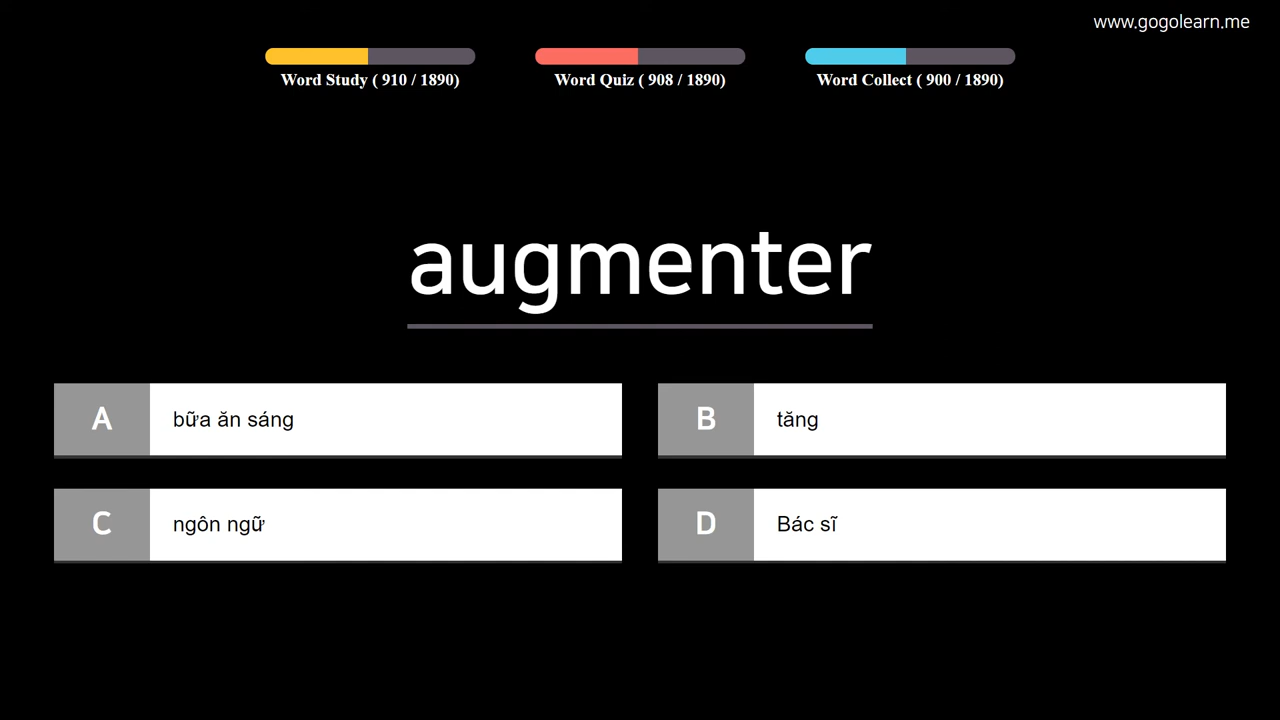 www.gogolearn.me
Word Study ( 910 / 1890)
Word Quiz ( 908 / 1890)
Word Collect ( 900 / 1890)
augmenter
A bữa ăn sáng
B tăng
C ngôn ngữ
D Bác sĩ